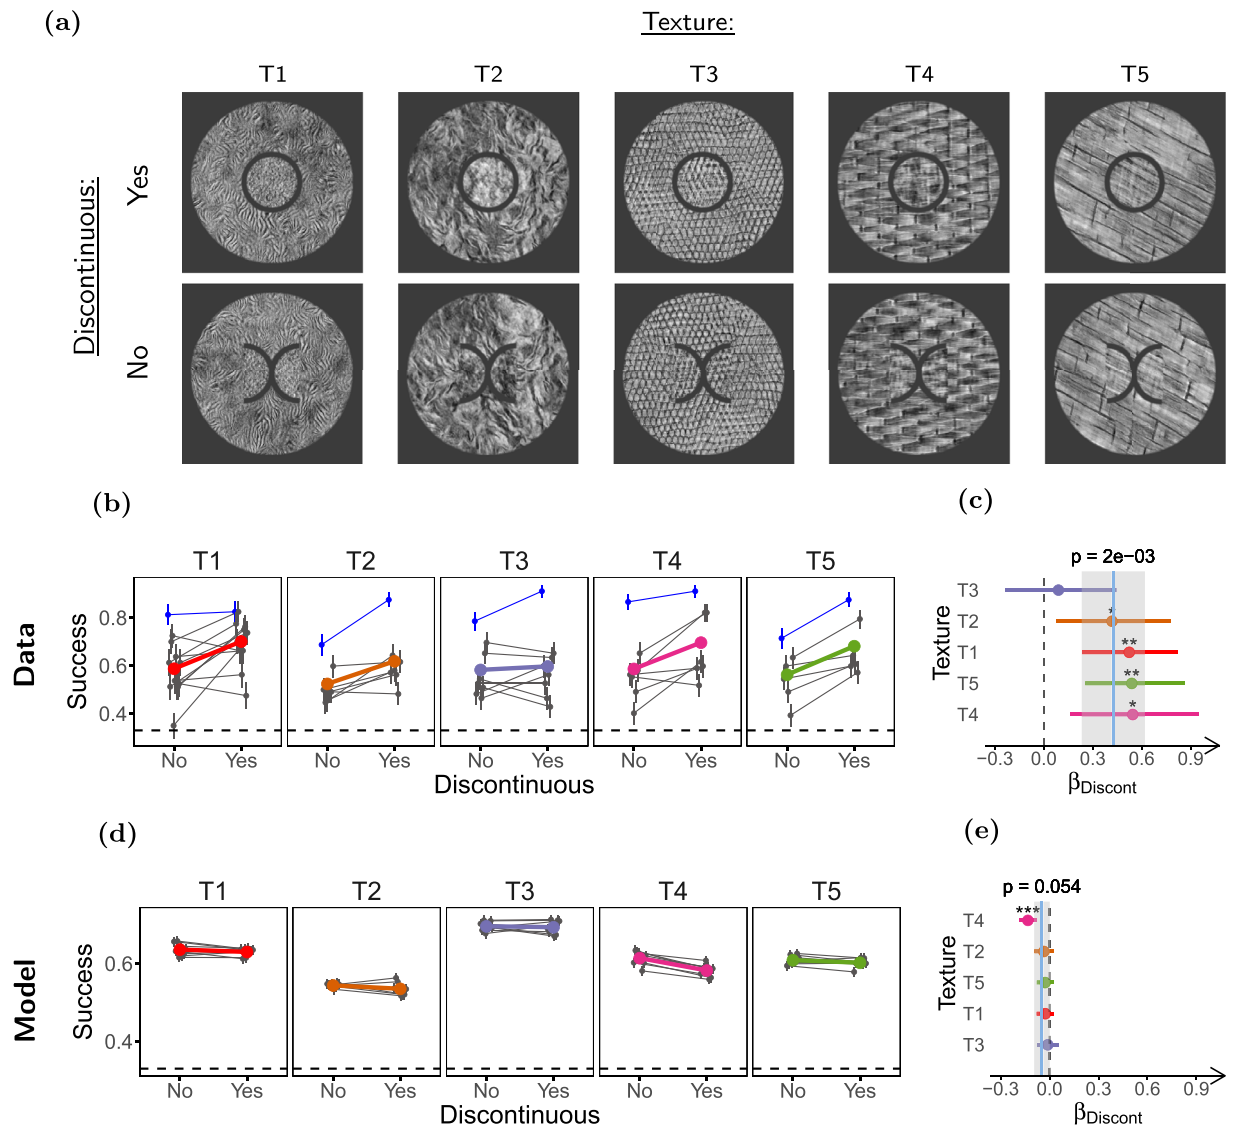 (a)
Texture:
T1 T2 T3 T4 T5
Discontinuous:
Yes
No
(b)
Data
T1 T2 T3 T4 T5
Success
0.8
0.6
0.4
No Yes No Yes No Yes No Yes No Yes
Discontinuous
(c)
p = 2e−03
Texture
T3
T2 *
T1 **
T5 **
T4 *
−0.3 0.0 0.3 0.6 0.9
βDiscont
(d)
Model
T1 T2 T3 T4 T5
Success
0.6
0.4
No Yes No Yes No Yes No Yes No Yes
Discontinuous
(e)
p = 0.054
Texture
T4 ***
T2
T5
T1
T3
−0.3 0.0 0.3 0.6 0.9
βDiscont